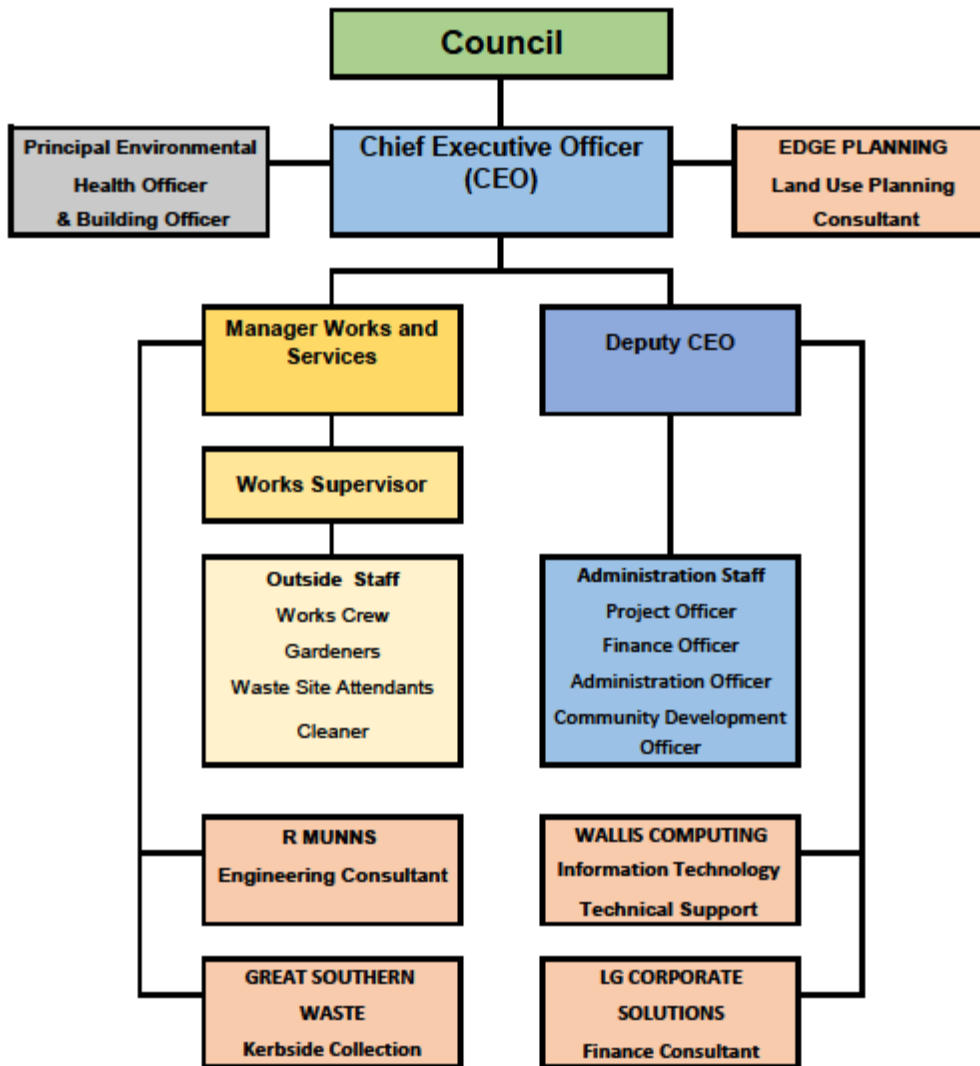 Council
Principal Environmental
Health Officer
& Building Officer
Chief Executive Officer
(CEO)
EDGE PLANNING
Land Use Planning
Consultant
Manager Works and
Services
Deputy CEO
Works Supervisor
Outside Staff
Works Crew
Gardeners
Waste Site Attendants
Cleaner
Administration Staff
Project Officer
Finance Officer
Administration Officer
Community Development
Officer
R MUNNS
Engineering Consultant
WALLIS COMPUTING
Information Technology
Technical Support
GREAT SOUTHERN
WASTE
Kerbside Collection
LG CORPORATE
SOLUTIONS
Finance Consultant